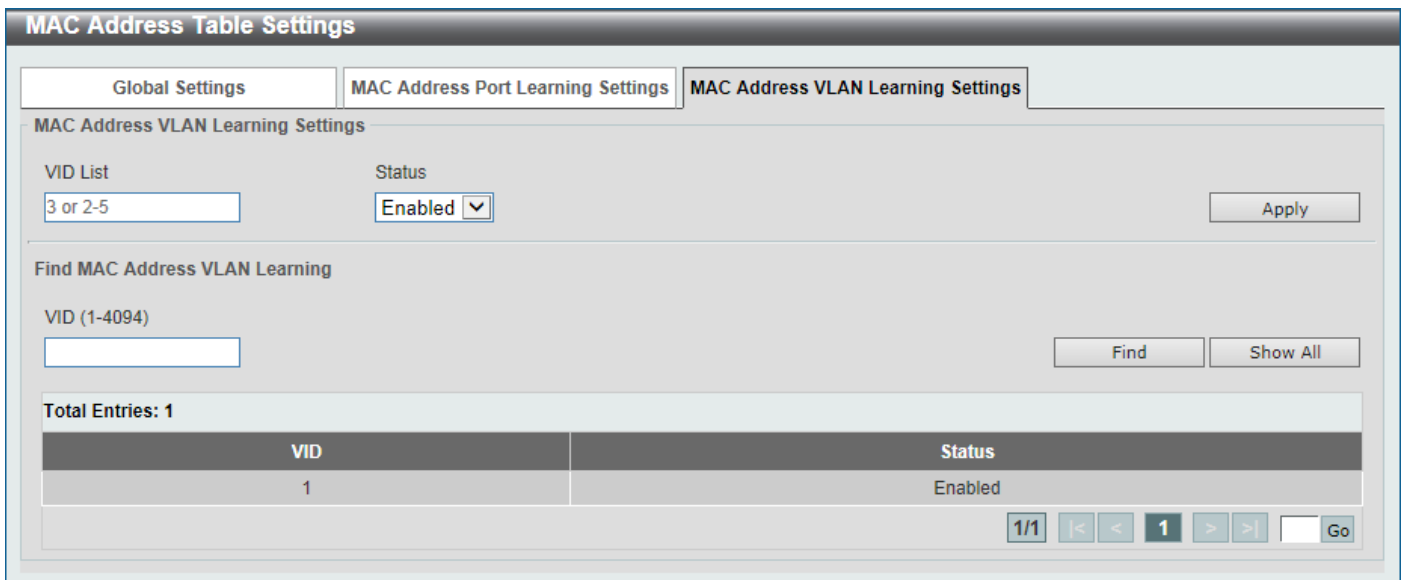 MAC Address Table Settings
Global Settings MAC Address Port Learning Settings MAC Address VLAN Learning Settings
MAC Address VLAN Learning Settings
VID List Status
3 or 2-5 Enabled Apply
Find MAC Address VLAN Learning
VID (1-4094)
Find Show All
Total Entries: 1
VID Status
1 Enabled
1/1 |< < 1 > >| Go